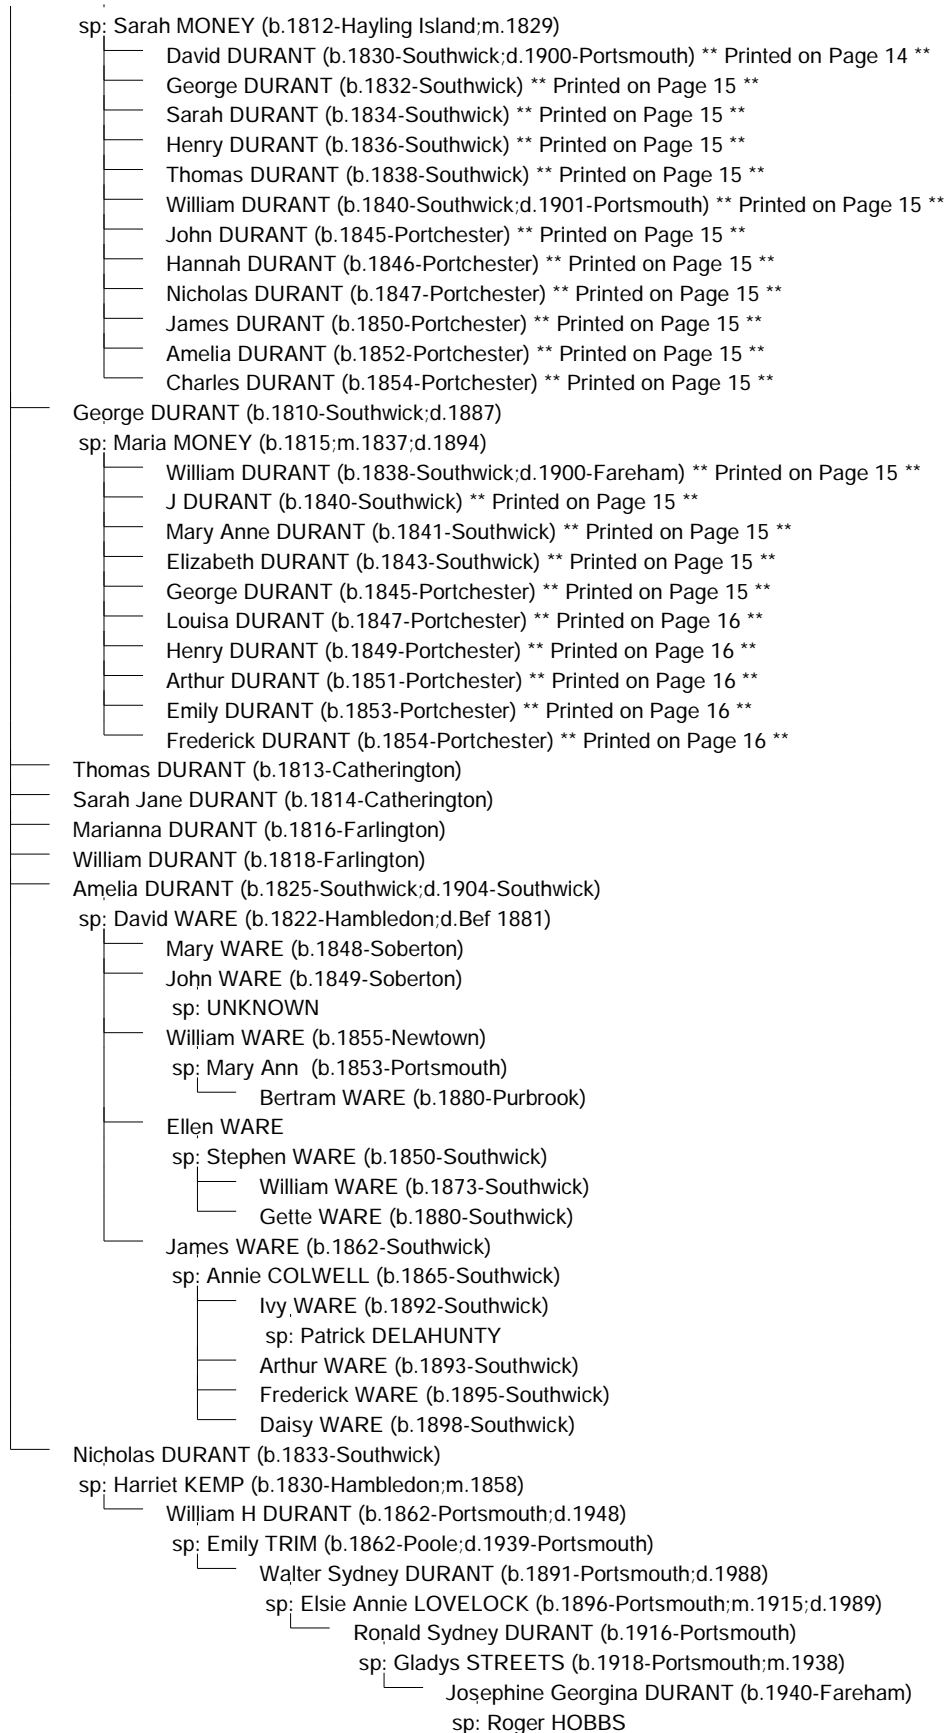 sp: Sarah MONEY (b.1812-Hayling Island;m.1829)
David DURANT (b.1830-Southwick;d.1900-Portsmouth) ** Printed on Page 14 **
George DURANT (b.1832-Southwick) ** Printed on Page 15 **
Sarah DURANT (b.1834-Southwick) ** Printed on Page 15 **
Henry DURANT (b.1836-Southwick) ** Printed on Page 15 **
Thomas DURANT (b.1838-Southwick) ** Printed on Page 15 **
William DURANT (b.1840-Southwick;d.1901-Portsmouth) ** Printed on Page 15 **
John DURANT (b.1845-Portchester) ** Printed on Page 15 **
Hannah DURANT (b.1846-Portchester) ** Printed on Page 15 **
Nicholas DURANT (b.1847-Portchester) ** Printed on Page 15 **
James DURANT (b.1850-Portchester) ** Printed on Page 15 **
Amelia DURANT (b.1852-Portchester) ** Printed on Page 15 **
Charles DURANT (b.1854-Portchester) ** Printed on Page 15 **
George DURANT (b.1810-Southwick;d.1887)
sp: Maria MONEY (b.1815;m.1837;d.1894)
William DURANT (b.1838-Southwick;d.1900-Fareham) ** Printed on Page 15 **
J DURANT (b.1840-Southwick) ** Printed on Page 15 **
Mary Anne DURANT (b.1841-Southwick) ** Printed on Page 15 **
Elizabeth DURANT (b.1843-Southwick) ** Printed on Page 15 **
George DURANT (b.1845-Portchester) ** Printed on Page 15 **
Louisa DURANT (b.1847-Portchester) ** Printed on Page 16 **
Henry DURANT (b.1849-Portchester) ** Printed on Page 16 **
Arthur DURANT (b.1851-Portchester) ** Printed on Page 16 **
Emily DURANT (b.1853-Portchester) ** Printed on Page 16 **
Frederick DURANT (b.1854-Portchester) ** Printed on Page 16 **
Thomas DURANT (b.1813-Catherington)
Sarah Jane DURANT (b.1814-Catherington)
Marianna DURANT (b.1816-Farlington)
William DURANT (b.1818-Farlington)
Amelia DURANT (b.1825-Southwick;d.1904-Southwick)
sp: David WARE (b.1822-Hambledon;d.Bef 1881)
Mary WARE (b.1848-Soberton)
John WARE (b.1849-Soberton)
sp: UNKNOWN
William WARE (b.1855-Newtown)
sp: Mary Ann (b.1853-Portsmouth)
Bertram WARE (b.1880-Purbrook)
Ellen WARE
sp: Stephen WARE (b.1850-Southwick)
William WARE (b.1873-Southwick)
Gette WARE (b.1880-Southwick)
James WARE (b.1862-Southwick)
sp: Annie COLWELL (b.1865-Southwick)
Ivy WARE (b.1892-Southwick)
sp: Patrick DELAHUNTY
Arthur WARE (b.1893-Southwick)
Frederick WARE (b.1895-Southwick)
Daisy WARE (b.1898-Southwick)
Nicholas DURANT (b.1833-Southwick)
sp: Harriet KEMP (b.1830-Hambledon;m.1858)
William H DURANT (b.1862-Portsmouth;d.1948)
sp: Emily TRIM (b.1862-Poole;d.1939-Portsmouth)
Walter Sydney DURANT (b.1891-Portsmouth;d.1988)
sp: Elsie Annie LOVELOCK (b.1896-Portsmouth;m.1915;d.1989)
Ronald Sydney DURANT (b.1916-Portsmouth)
sp: Gladys STREETS (b.1918-Portsmouth;m.1938)
Josephine Georgina DURANT (b.1940-Fareham)
sp: Roger HOBBS